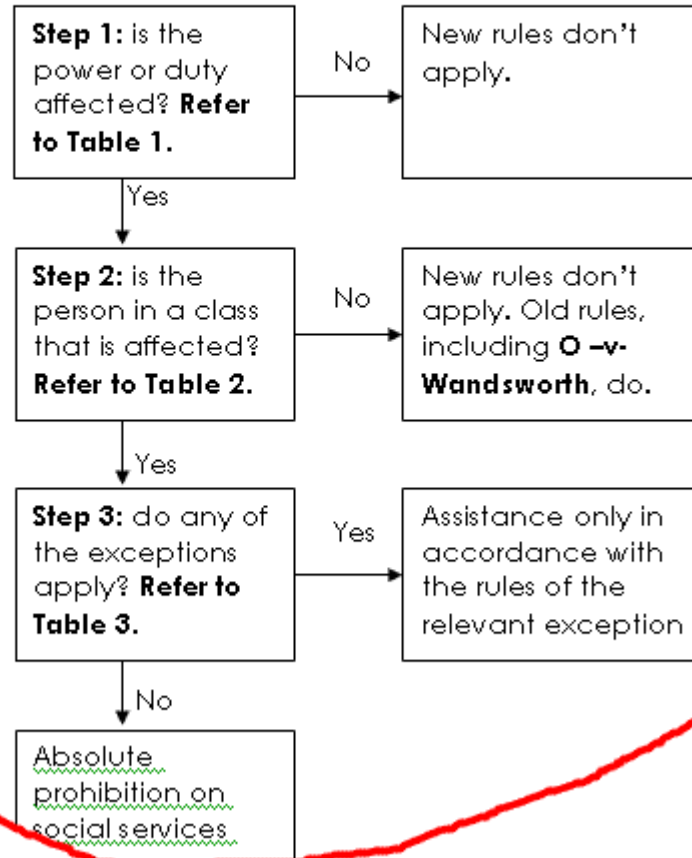 Step 1: is the
power or duty
affected? Refer
to Table 1.
No
New rules don't
apply.
Yes
Step 2: is the
person in a class
that is affected?
Refer to Table 2.
No
New rules don't
apply. Old rules,
including O –v-
Wandsworth, do.
Yes
Step 3: do any of
the exceptions
apply? Refer to
Table 3.
Yes
Assistance only in
accordance with
the rules of the
relevant exception
No
Absolute
prohibition on
social services